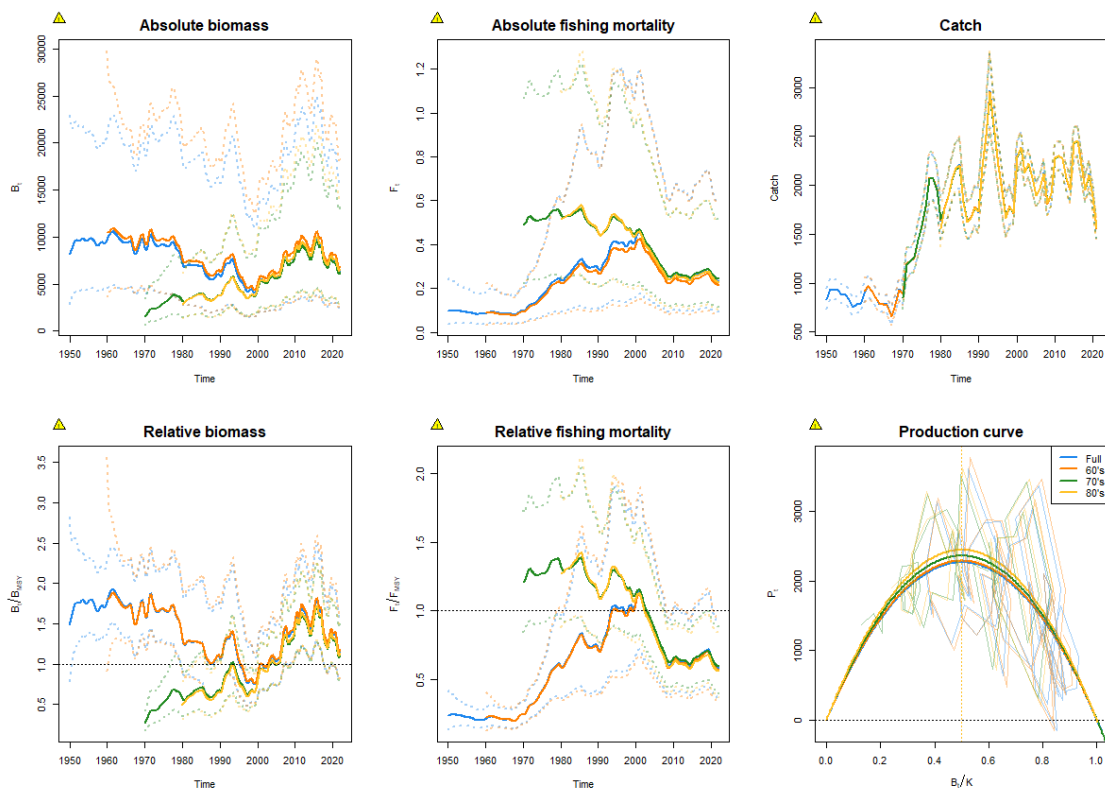 Absolute biomass
B_t
30000
25000
20000
15000
10000
5000
0
1950 1960 1970 1980 1990 2000 2010 2020
Time
Absolute fishing mortality
F_t
1.2
1.0
0.8
0.6
0.4
0.2
0.0
1950 1960 1970 1980 1990 2000 2010 2020
Time
Catch
Catch
3000
2500
2000
1500
1000
500
1950 1960 1970 1980 1990 2000 2010 2020
Time
Relative biomass
B_t/B_MSY
3.5
3.0
2.5
2.0
1.5
1.0
0.5
1950 1960 1970 1980 1990 2000 2010 2020
Time
Relative fishing mortality
F_t/F_MSY
2.0
1.5
1.0
0.5
1950 1960 1970 1980 1990 2000 2010 2020
Time
Production curve
P_t
3000
2000
1000
0
Full
60's
70's
80's
0.0 0.2 0.4 0.6 0.8 1.0
B_t/K